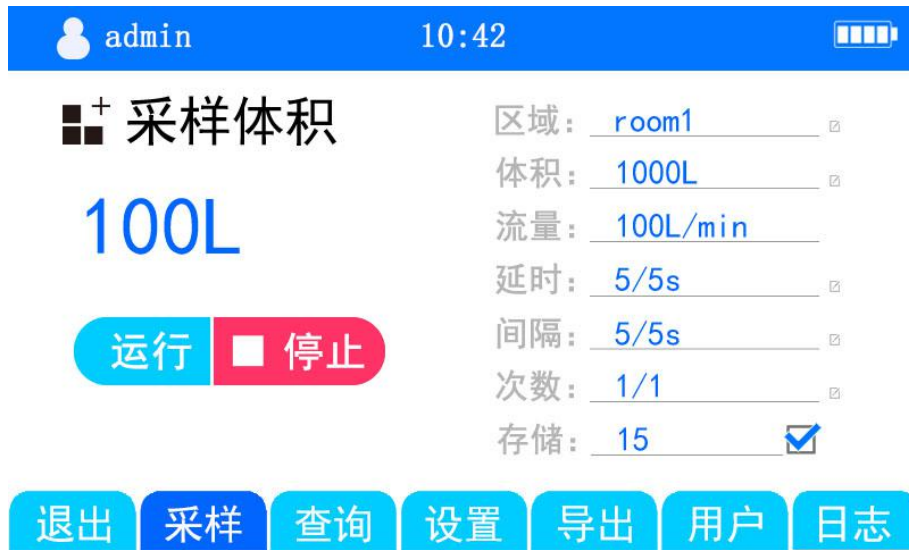 admin 10:42
采样体积
100L
运行 停止
区域: room1
体积: 1000L
流量: 100L/min
延时: 5/5s
间隔: 5/5s
次数: 1/1
存储: 15
退出 采样 查询 设置 导出 用户 日志